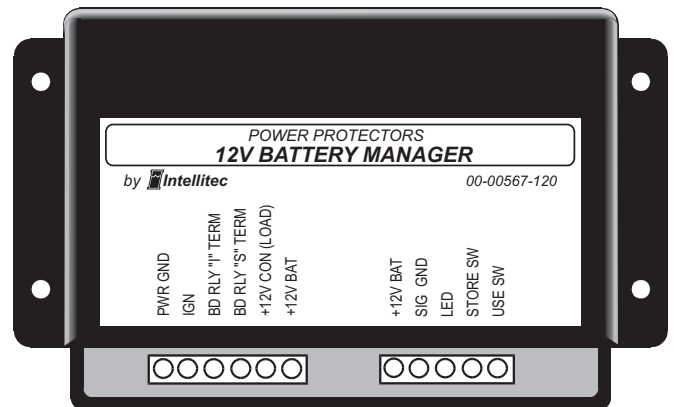 POWER PROTECTORS
12V BATTERY MANAGER
by Intellitec
00-00567-120
PWR GND
IGN
BD RLY "I" TERM
BD RLY "S" TERM
+12V CON (LOAD)
+12V BAT
+12V BAT
SIG GND
LED
STORE SW
USE SW